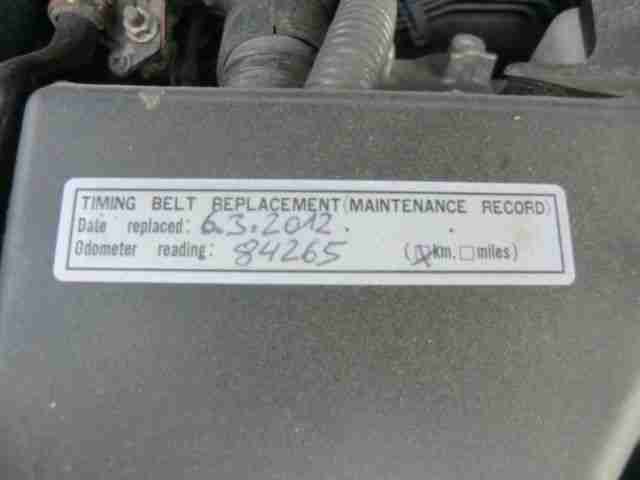 TIMING BELT REPLACEMENT (MAINTENANCE RECORD)
Date replaced: 6.3.2012.
Odometer reading: 84265 (☒km. ☐miles)